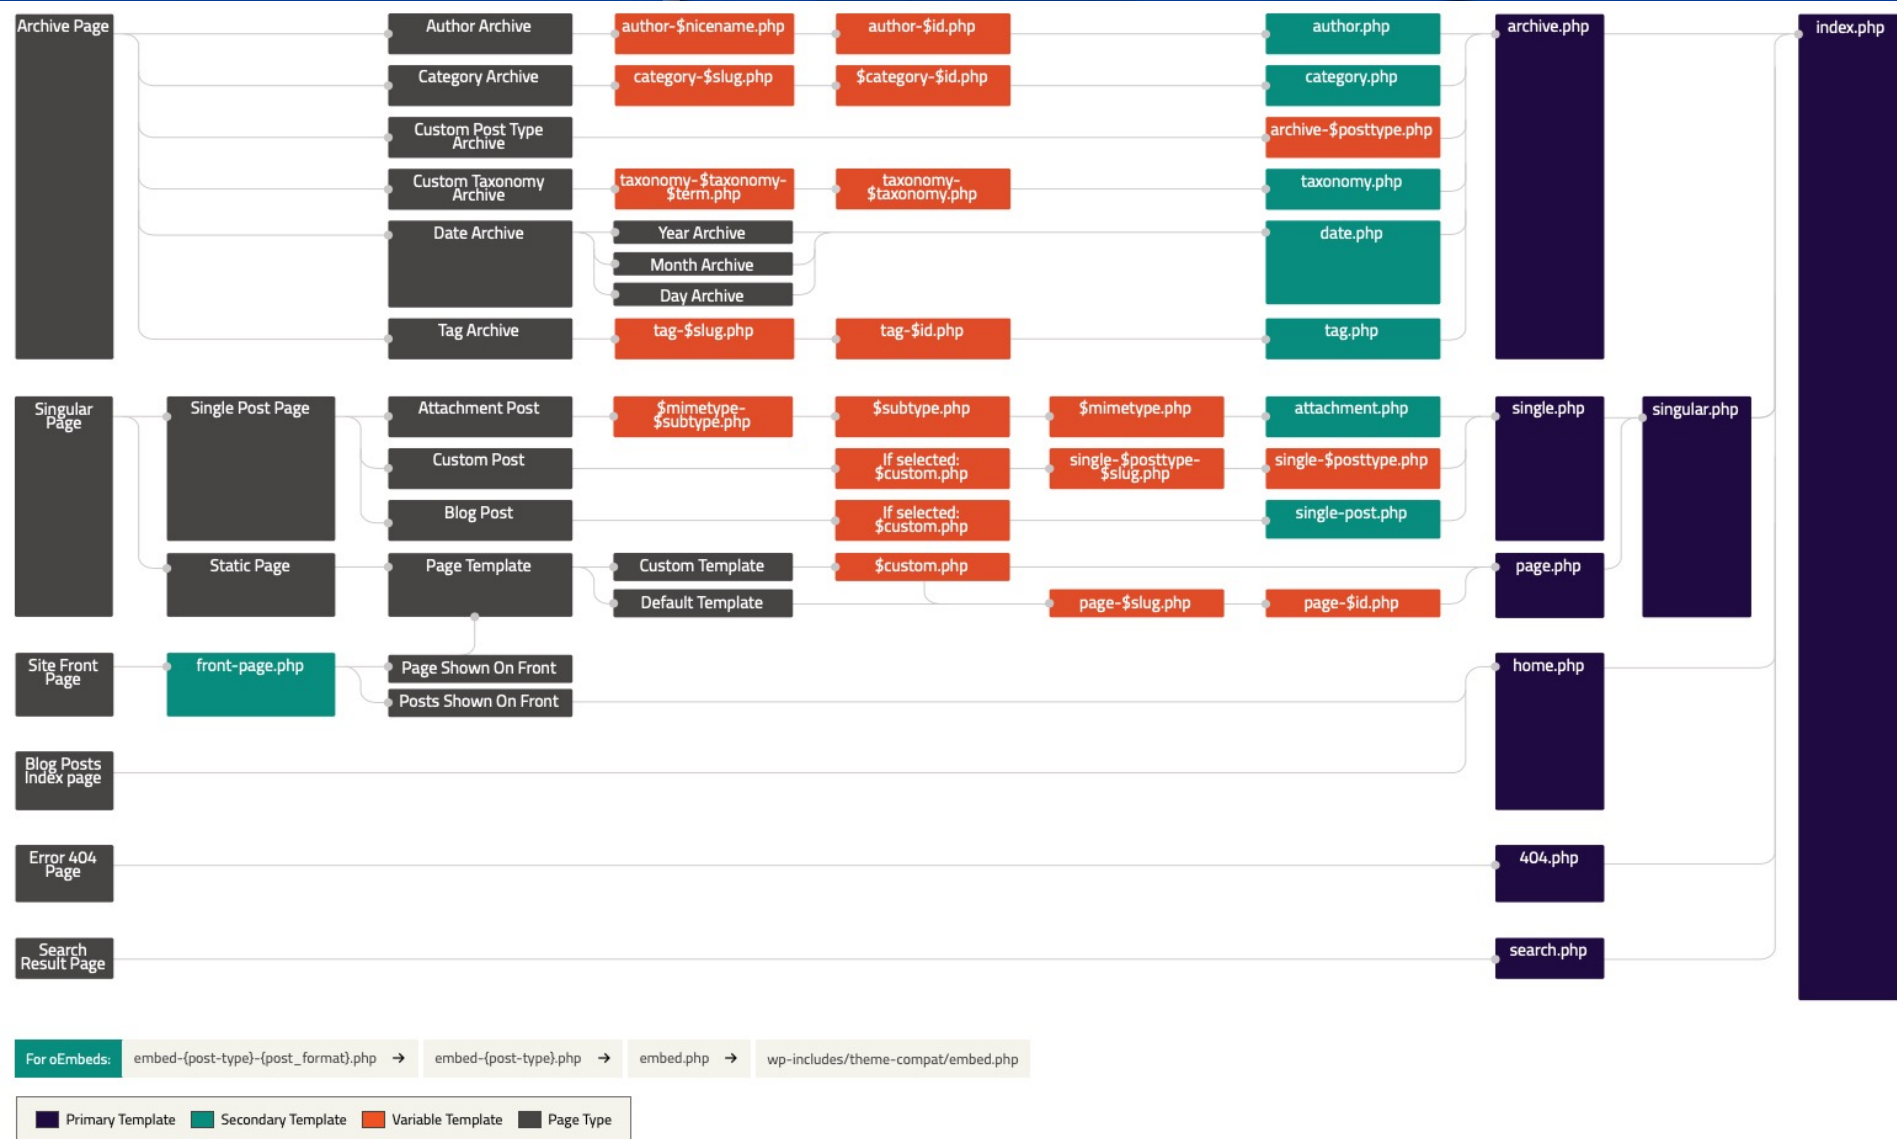 Archive Page
Author Archive
author-$nicename.php
author-$id.php
author.php
archive.php
index.php
Category Archive
category-$slug.php
$category-$id.php
category.php
Custom Post Type
Archive
archive-$posttype.php
Custom Taxonomy
Archive
taxonomy-$taxonomy-
$term.php
taxonomy-
$taxonomy.php
taxonomy.php
Date Archive
Year Archive
Month Archive
Day Archive
date.php
Tag Archive
tag-$slug.php
tag-$id.php
tag.php
Singular
Page
Single Post Page
Attachment Post
$mimetype-
$subtype.php
$subtype.php
$mimetype.php
attachment.php
single.php
singular.php
Custom Post
If selected:
$custom.php
single-$posttype-
$slug.php
single-$posttype.php
Blog Post
If selected:
$custom.php
single-post.php
Static Page
Page Template
Custom Template
$custom.php
page.php
Default Template
page-$slug.php
page-$id.php
Site Front
Page
front-page.php
Page Shown On Front
Posts Shown On Front
home.php
Blog Posts
Index page
Error 404
Page
404.php
Search
Result Page
search.php
For oEmbeds:
embed-{post-type}-{post_format}.php →
embed-{post-type}.php →
embed.php →
wp-includes/theme-compat/embed.php
Primary Template
Secondary Template
Variable Template
Page Type